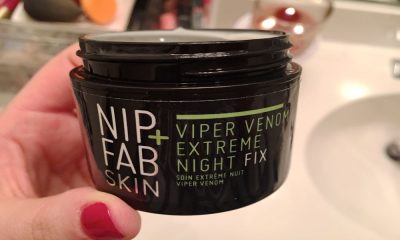 NIP+
FAB
SKIN
VIPER VENOM
EXTREME
NIGHT FIX
SOIN EXTRÊME NUIT
VIPER VENOM